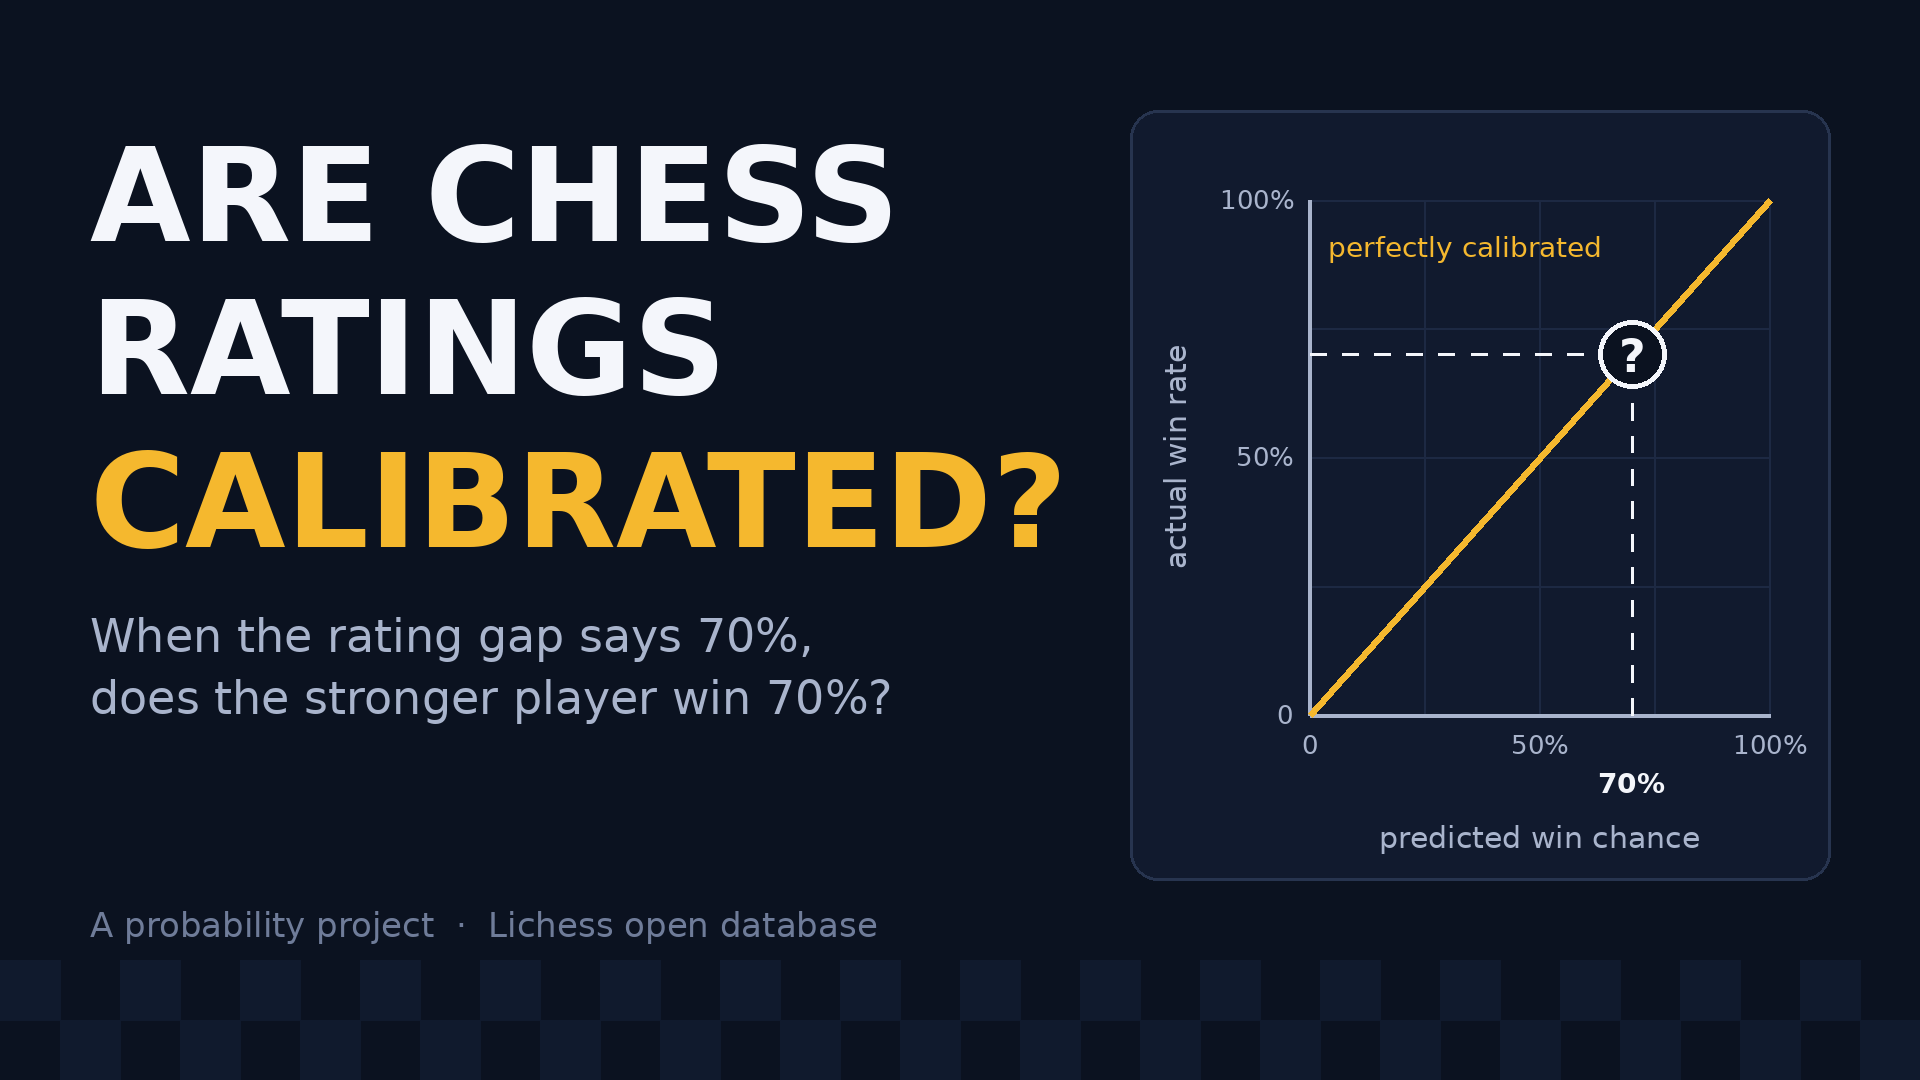 ARE CHESS
RATINGS
CALIBRATED?
When the rating gap says 70%,
does the stronger player win 70%?
A probability project · Lichess open database
100%
perfectly calibrated
?
actual win rate
50%
0
0 50% 100%
70%
predicted win chance